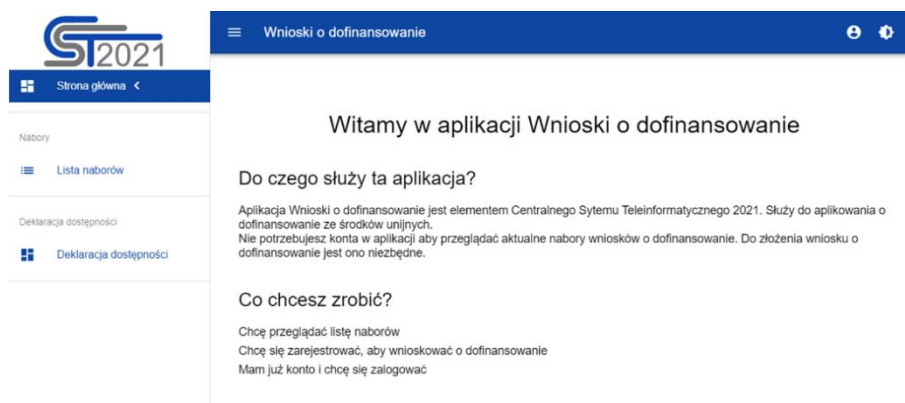 CST2021
Wnioski o dofinansowanie
Strona główna
Nabory
Lista naborów
Deklaracja dostępności
Deklaracja dostępności
Witamy w aplikacji Wnioski o dofinansowanie
Do czego służy ta aplikacja?
Aplikacja Wnioski o dofinansowanie jest elementem Centralnego Sytemu Teleinformatycznego 2021. Służy do aplikowania o
dofinansowanie ze środków unijnych.
Nie potrzebujesz konta w aplikacji aby przeglądać aktualne nabory wniosków o dofinansowanie. Do złożenia wniosku o
dofinansowanie jest ono niezbędne.
Co chcesz zrobić?
Chcę przeglądać listę naborów
Chcę się zarejestrować, aby wnioskować o dofinansowanie
Mam już konto i chcę się zalogować